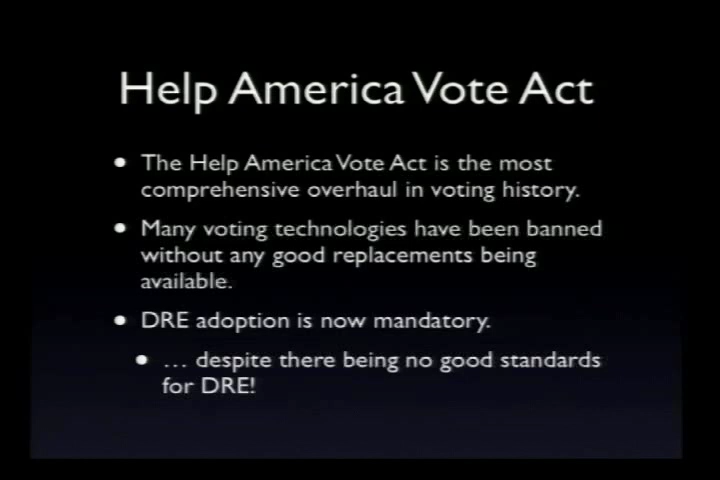 Help America Vote Act
• The Help America Vote Act is the most
comprehensive overhaul in voting history.
• Many voting technologies have been banned
without any good replacements being
available.
• DRE adoption is now mandatory.
• … despite there being no good standards
for DRE!